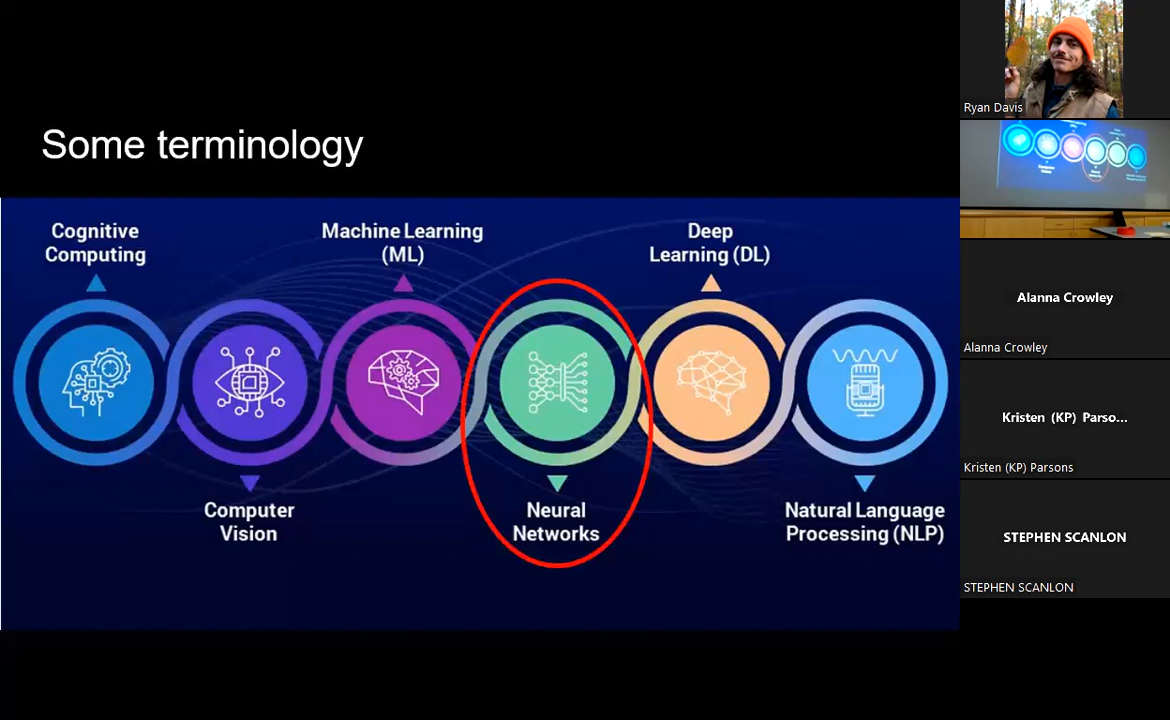 Some terminology
Cognitive
Computing
Machine Learning
(ML)
Deep
Learning (DL)
Computer
Vision
Neural
Networks
Natural Language
Processing (NLP)
Ryan Davis
Alanna Crowley
Alanna Crowley
Kristen (KP) Parso...
Kristen (KP) Parsons
STEPHEN SCANLON
STEPHEN SCANLON